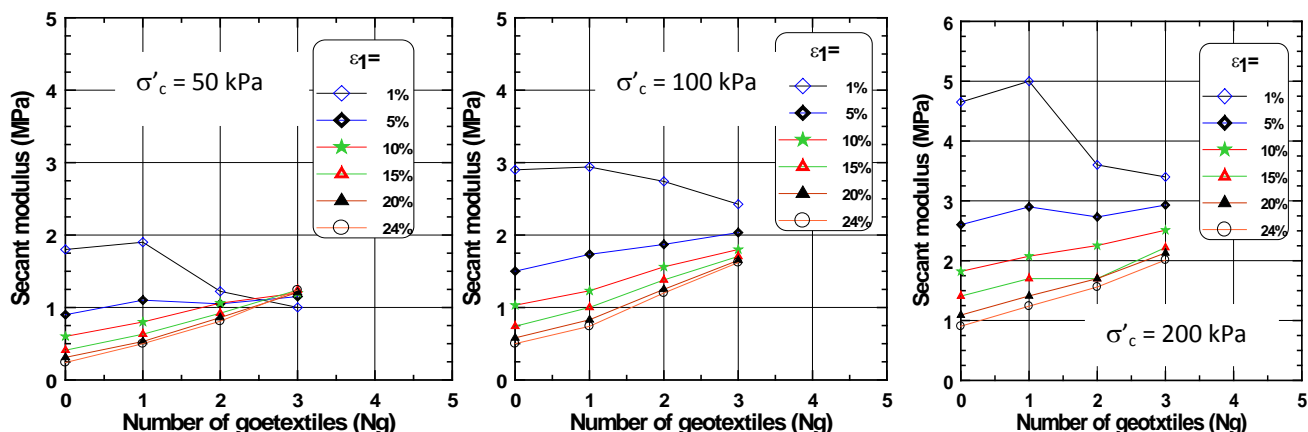 Secant modulus (MPa)
5
4
3
2
1
0
σ'c = 50 kPa
ε1=
1%
5%
10%
15%
20%
24%
0 1 2 3 4 5
Number of goetextiles (Ng)
Secant modulus (MPa)
5
4
3
2
1
0
σ'c = 100 kPa
ε1=
1%
5%
10%
15%
20%
24%
0 1 2 3 4 5
Number of geotextiles (Ng)
Secant modulus (MPa)
6
5
4
3
2
1
0
ε1=
1%
5%
10%
15%
20%
24%
σ'c = 200 kPa
0 1 2 3 4 5
Number of geotxtiles (Ng)